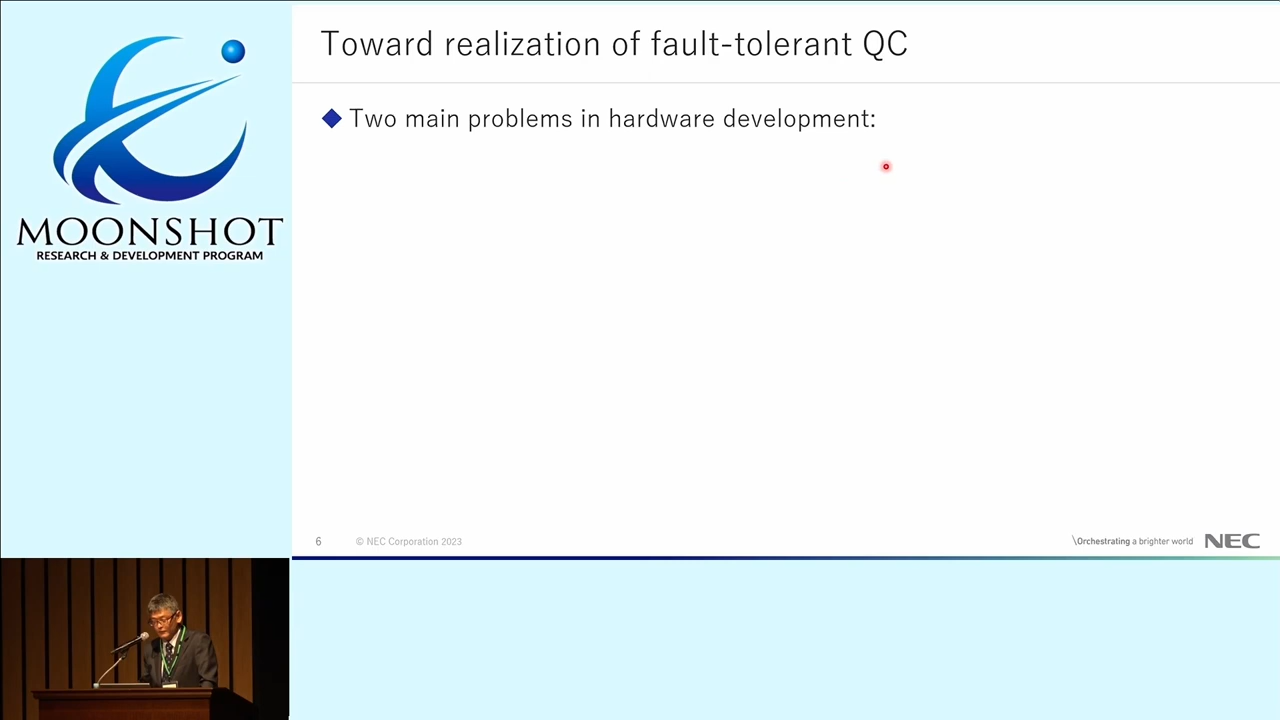 MOONSHOT
RESEARCH & DEVELOPMENT PROGRAM
Toward realization of fault-tolerant QC
Two main problems in hardware development:
6
© NEC Corporation 2023
\Orchestrating a brighter world
NEC